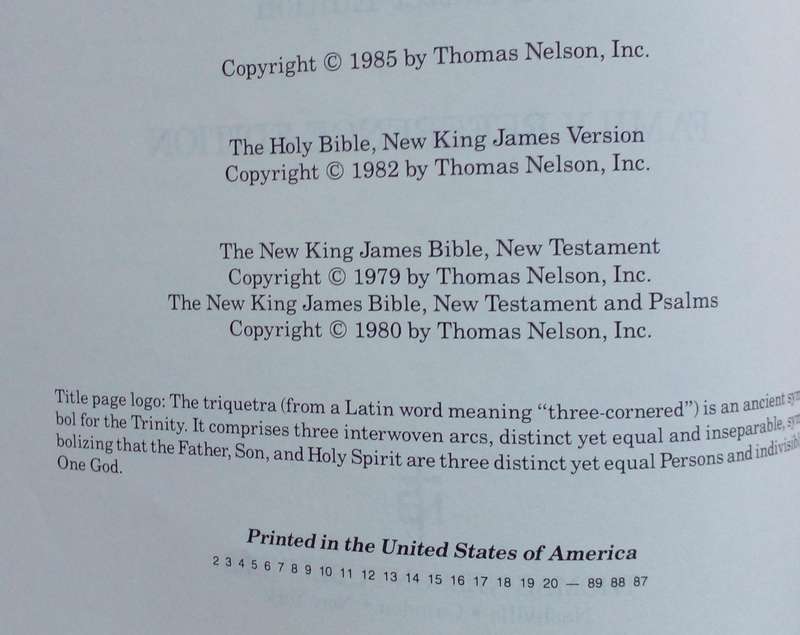 Copyright © 1985 by Thomas Nelson, Inc.
The Holy Bible, New King James Version
Copyright © 1982 by Thomas Nelson, Inc.
The New King James Bible, New Testament
Copyright © 1979 by Thomas Nelson, Inc.
The New King James Bible, New Testament and Psalms
Copyright © 1980 by Thomas Nelson, Inc.
Title page logo: The triquetra (from a Latin word meaning “three-cornered”) is an ancient sym
bol for the Trinity. It comprises three interwoven arcs, distinct yet equal and inseparable, sym
bolizing that the Father, Son, and Holy Spirit are three distinct yet equal Persons and indivisibl
One God.
Printed in the United States of America
2 3 4 5 6 7 8 9 10 11 12 13 14 15 16 17 18 19 20 — 89 88 87